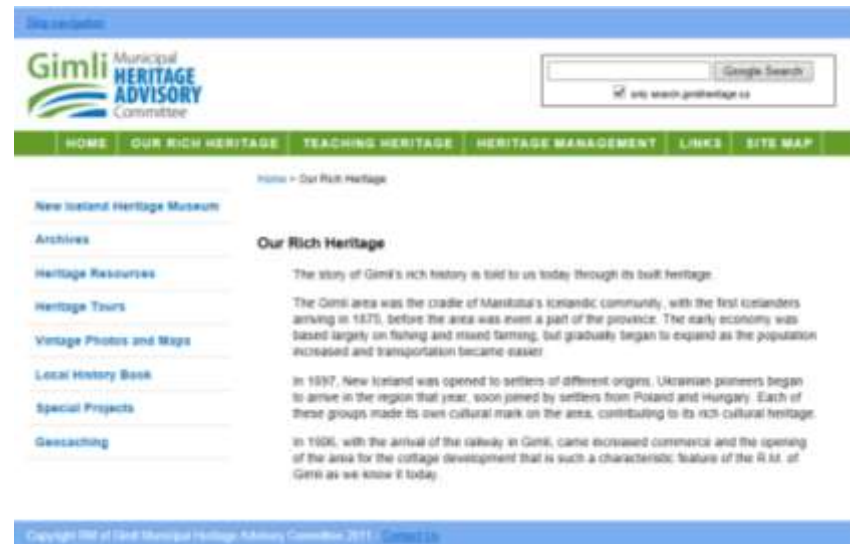 Skip navigation
Gimli Municipal
HERITAGE
ADVISORY
Committee
Google Search
only search gimliheritage.ca
HOME OUR RICH HERITAGE TEACHING HERITAGE HERITAGE MANAGEMENT LINKS SITE MAP
Home > Our Rich Heritage
New Iceland Heritage Museum
Archives
Heritage Resources
Heritage Tours
Vintage Photos and Maps
Local History Book
Special Projects
Geocaching
Our Rich Heritage
The story of Gimli's rich history is told to us today through its built heritage.
The Gimli area was the cradle of Manitoba's Icelandic community, with the first Icelanders
arriving in 1875, before the area was even a part of the province. The early economy was
based largely on fishing and mixed farming, but gradually began to expand as the population
increased and transportation became easier.
In 1897, New Iceland was opened to settlers of different origins, Ukrainian pioneers began
to arrive in the region that year, soon joined by settlers from Poland and Hungary. Each of
these groups made its own cultural mark on the area, contributing to its rich cultural heritage.
In 1906, with the arrival of the railway in Gimli, came increased commerce and the opening
of the area for the cottage development that is such a characteristic feature of the R.M. of
Gimli as we know it today.
Copyright RM of Gimli Municipal Heritage Advisory Committee 2011 - Contact Us